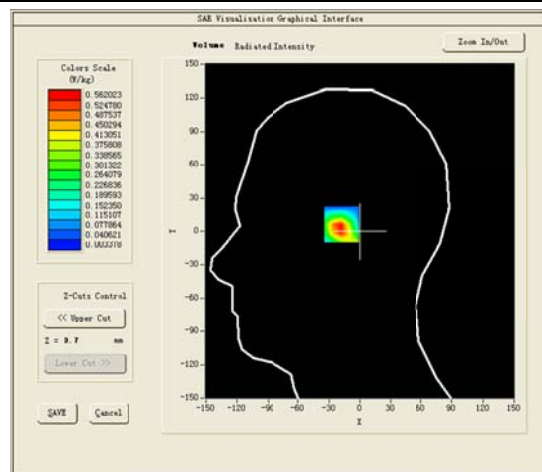 SAR Visualisation Graphical Interface
Volume Radiated Intensity
Zoom In/Out
Colors Scale
(W/kg)
0.562023
0.524780
0.487537
0.450294
0.413051
0.375808
0.338565
0.301322
0.264079
0.226836
0.189593
0.152350
0.115107
0.077864
0.040621
0.003378
150
120
90
60
30
0
-30
-60
-90
-120
-150
Y
-150 -120 -90 -60 -30 0 30 60 90 120 150
X
Z-Cuts Control
<< Upper Cut
Z = mm
Lower Cut >>
SAVE
Cancel